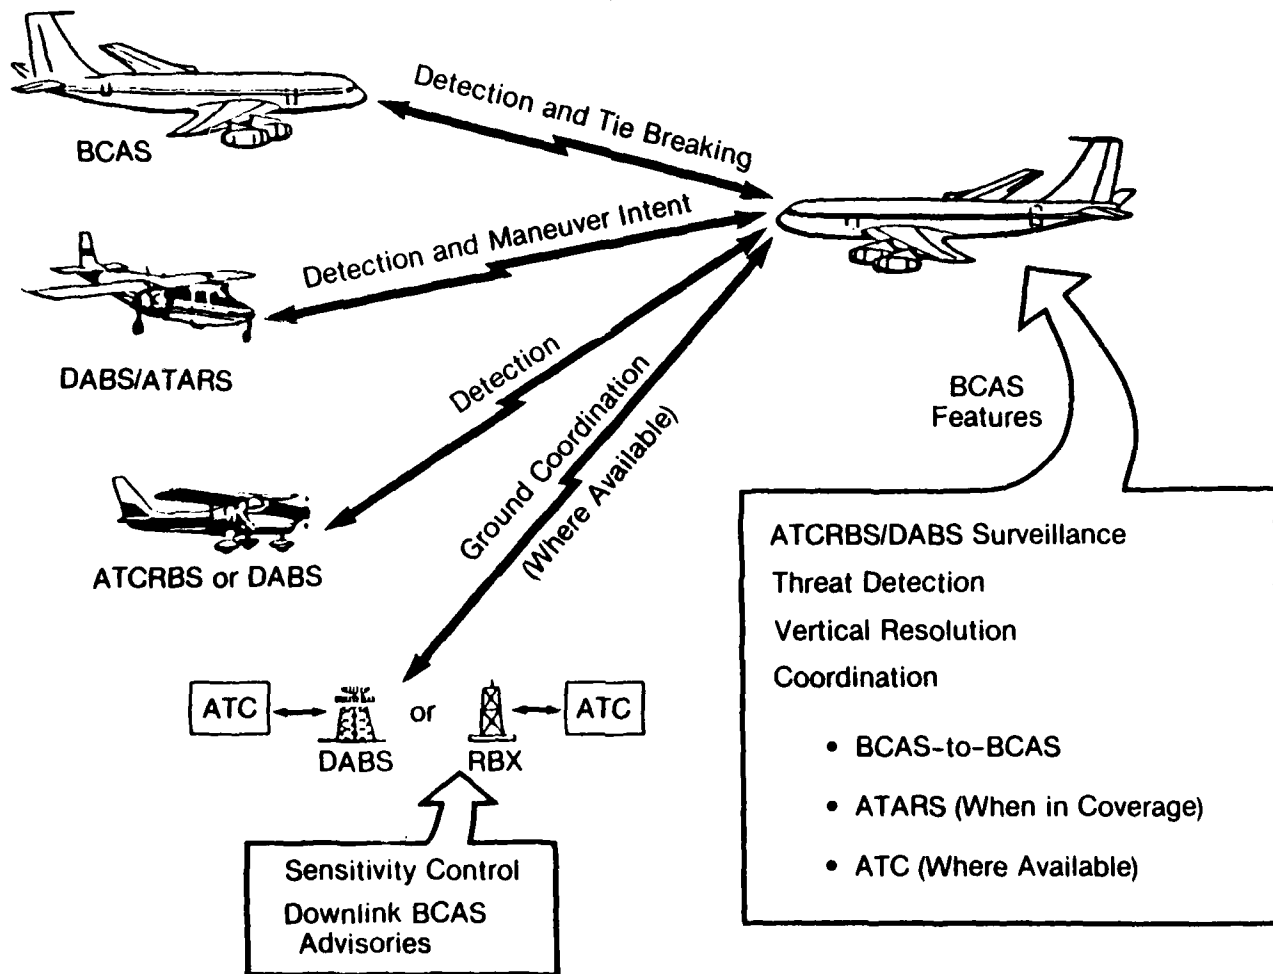 Detection and Tie Breaking
BCAS
Detection and Maneuver Intent
DABS/ATARS
Detection
ATCRBS or DABS
Ground Coordination
(Where Available)
ATC
DABS
or
RBX
ATC
Sensitivity Control
Downlink BCAS
Advisories
BCAS
Features
ATCRBS/DABS Surveillance
Threat Detection
Vertical Resolution
Coordination
• BCAS-to-BCAS
• ATARS (When in Coverage)
• ATC (Where Available)